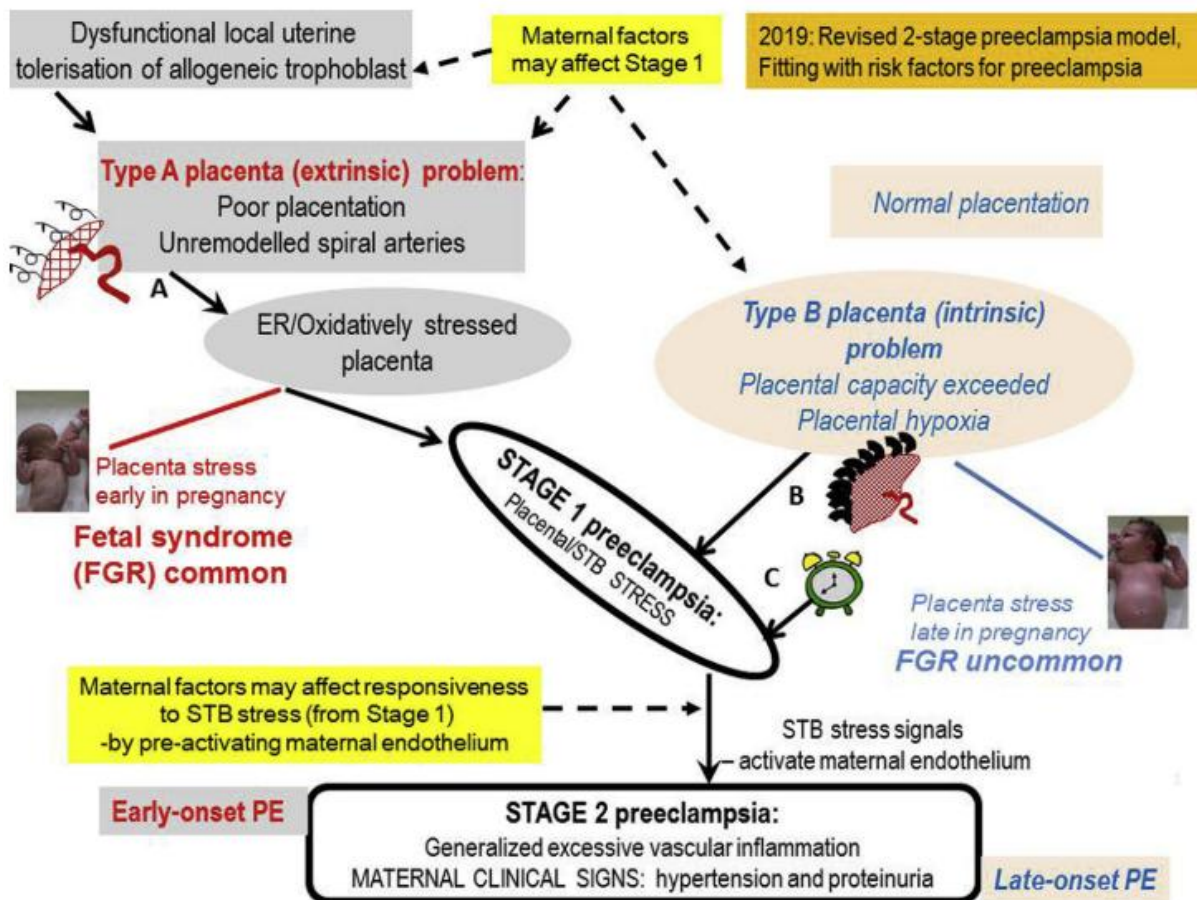 Dysfunctional local uterine
tolerisation of allogeneic trophoblast
Maternal factors
may affect Stage 1
2019: Revised 2-stage preeclampsia model,
Fitting with risk factors for preeclampsia
Type A placenta (extrinsic) problem:
Poor placentation
Unremodelled spiral arteries
A
Normal placentation
ER/Oxidatively stressed
placenta
Type B placenta (intrinsic)
problem
Placental capacity exceeded
Placental hypoxia
Placenta stress
early in pregnancy
Fetal syndrome
(FGR) common
STAGE 1 preeclampsia:
Placental/STB STRESS
B
C
Placenta stress
late in pregnancy
FGR uncommon
Maternal factors may affect responsiveness
to STB stress (from Stage 1)
-by pre-activating maternal endothelium
STB stress signals
– activate maternal endothelium
Early-onset PE
STAGE 2 preeclampsia:
Generalized excessive vascular inflammation
MATERNAL CLINICAL SIGNS: hypertension and proteinuria
Late-onset PE